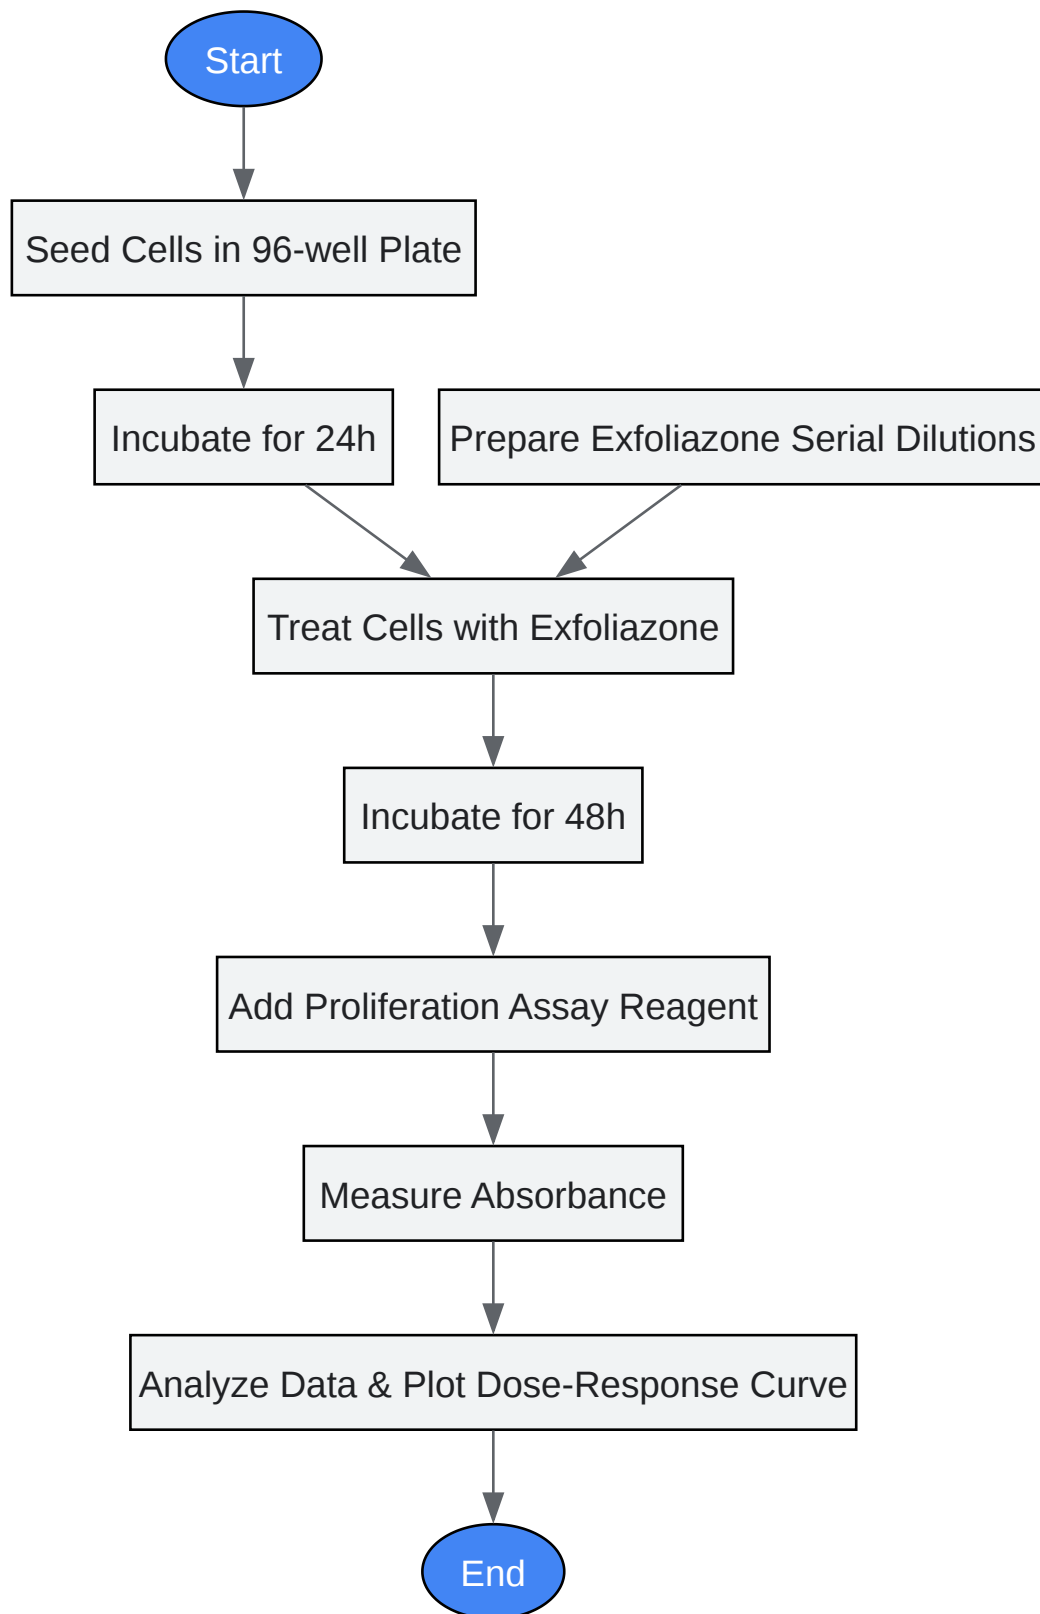 Start
Seed Cells in 96-well Plate
Incubate for 24h
Prepare Exfoliazone Serial Dilutions
Treat Cells with Exfoliazone
Incubate for 48h
Add Proliferation Assay Reagent
Measure Absorbance
Analyze Data & Plot Dose-Response Curve
End